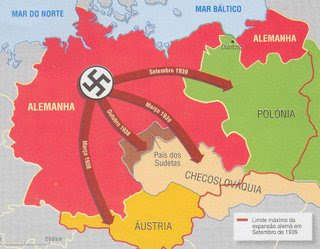 MAR DO NORTE
MAR BÁLTICO
Dantzig
ALEMANHA
ALEMANHA
Setembro 1939
POLÓNIA
Março 1939
Outubro 1938
Março 1938
País dos
Sudetas
CHECOSLOVÁQUIA
ÁUSTRIA
Limite máximo da
expansão alemã em
Setembro de 1939